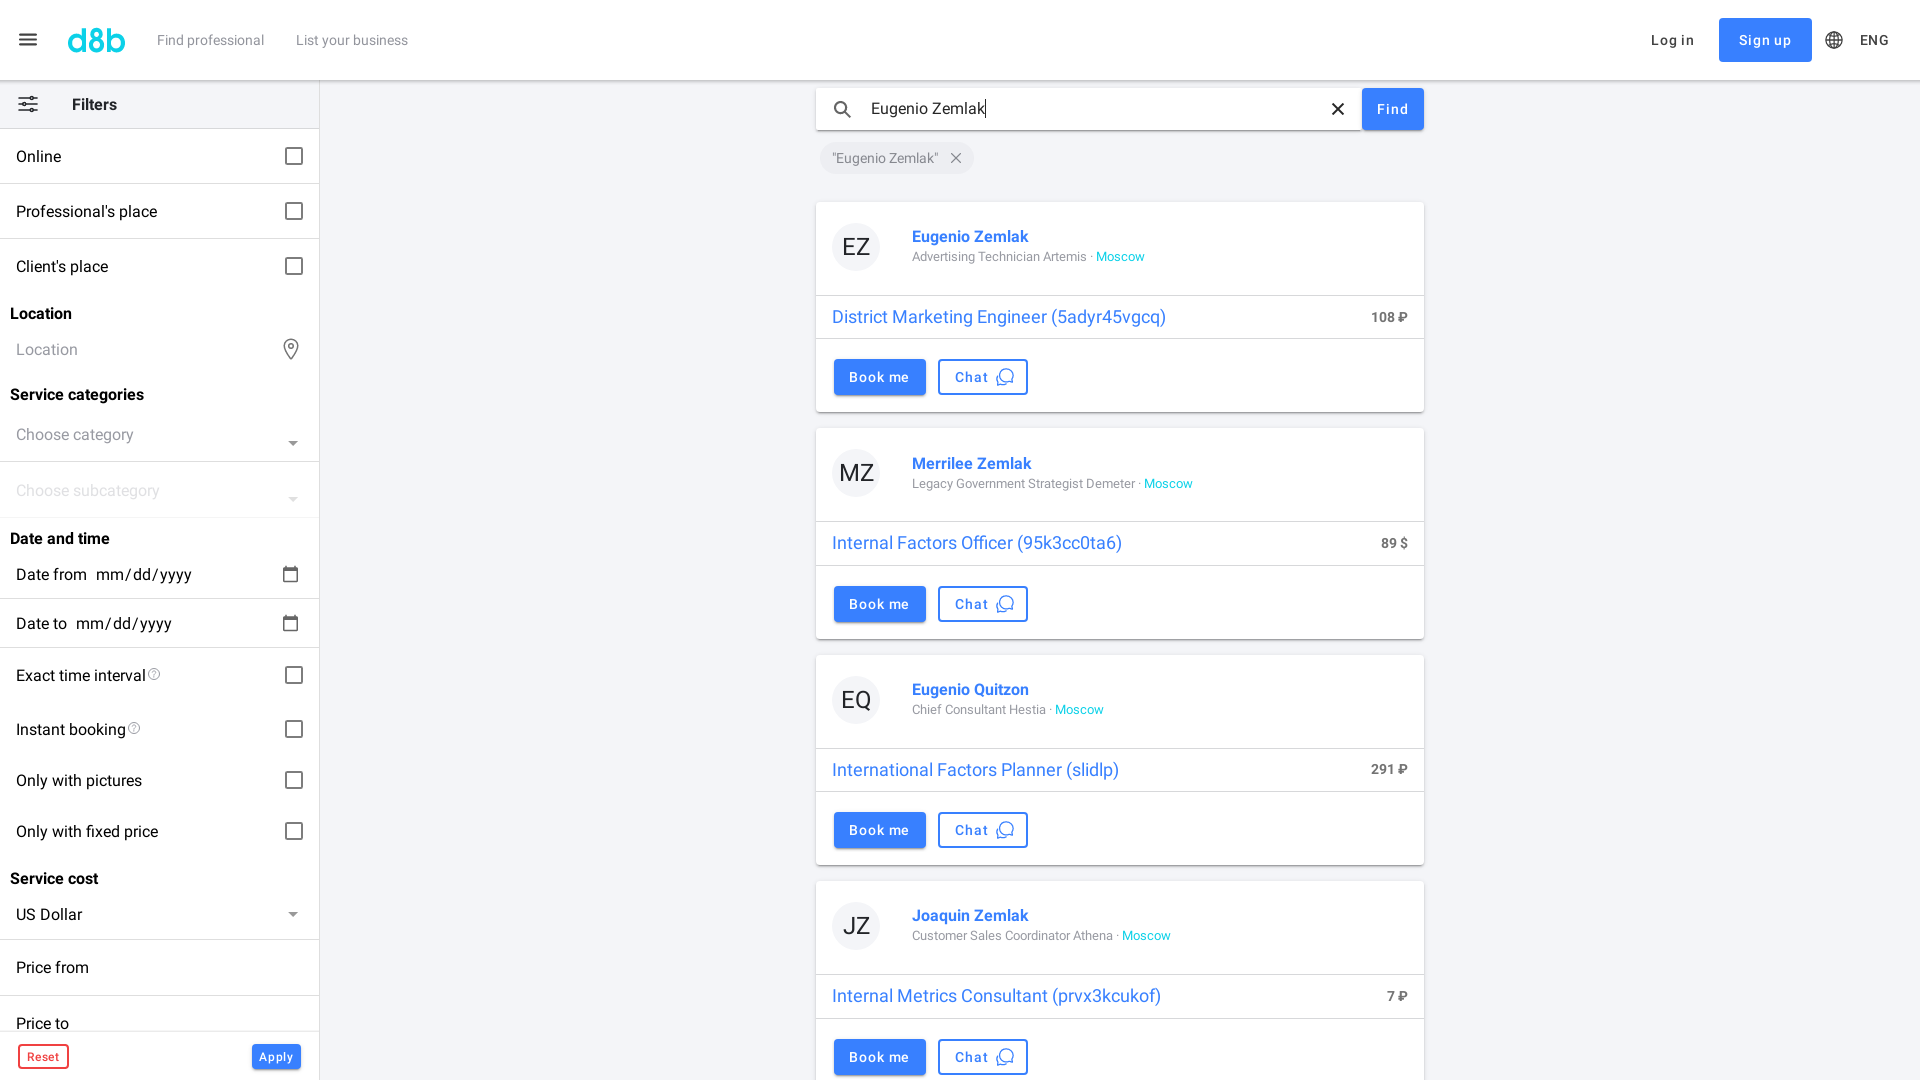 d8b
Find professional
List your business
Log in
Sign up
ENG
Filters
Online
Professional's place
Client's place
Location
Location
Service categories
Choose category
Choose subcategory
Date and time
Date from mm/dd/yyyy
Date to mm/dd/yyyy
Exact time interval
Instant booking
Only with pictures
Only with fixed price
Service cost
US Dollar
Price from
Price to
Reset
Apply
Eugenio Zemlak
Find
"Eugenio Zemlak"
EZ
Eugenio Zemlak
Advertising Technician Artemis · Moscow
District Marketing Engineer (5adyr45vgcq)
108 ₽
Book me
Chat
MZ
Merrilee Zemlak
Legacy Government Strategist Demeter · Moscow
Internal Factors Officer (95k3cc0ta6)
89 $
Book me
Chat
EQ
Eugenio Quitzon
Chief Consultant Hestia · Moscow
International Factors Planner (slidlp)
291 ₽
Book me
Chat
JZ
Joaquin Zemlak
Customer Sales Coordinator Athena · Moscow
Internal Metrics Consultant (prvx3kcukof)
7 ₽
Book me
Chat